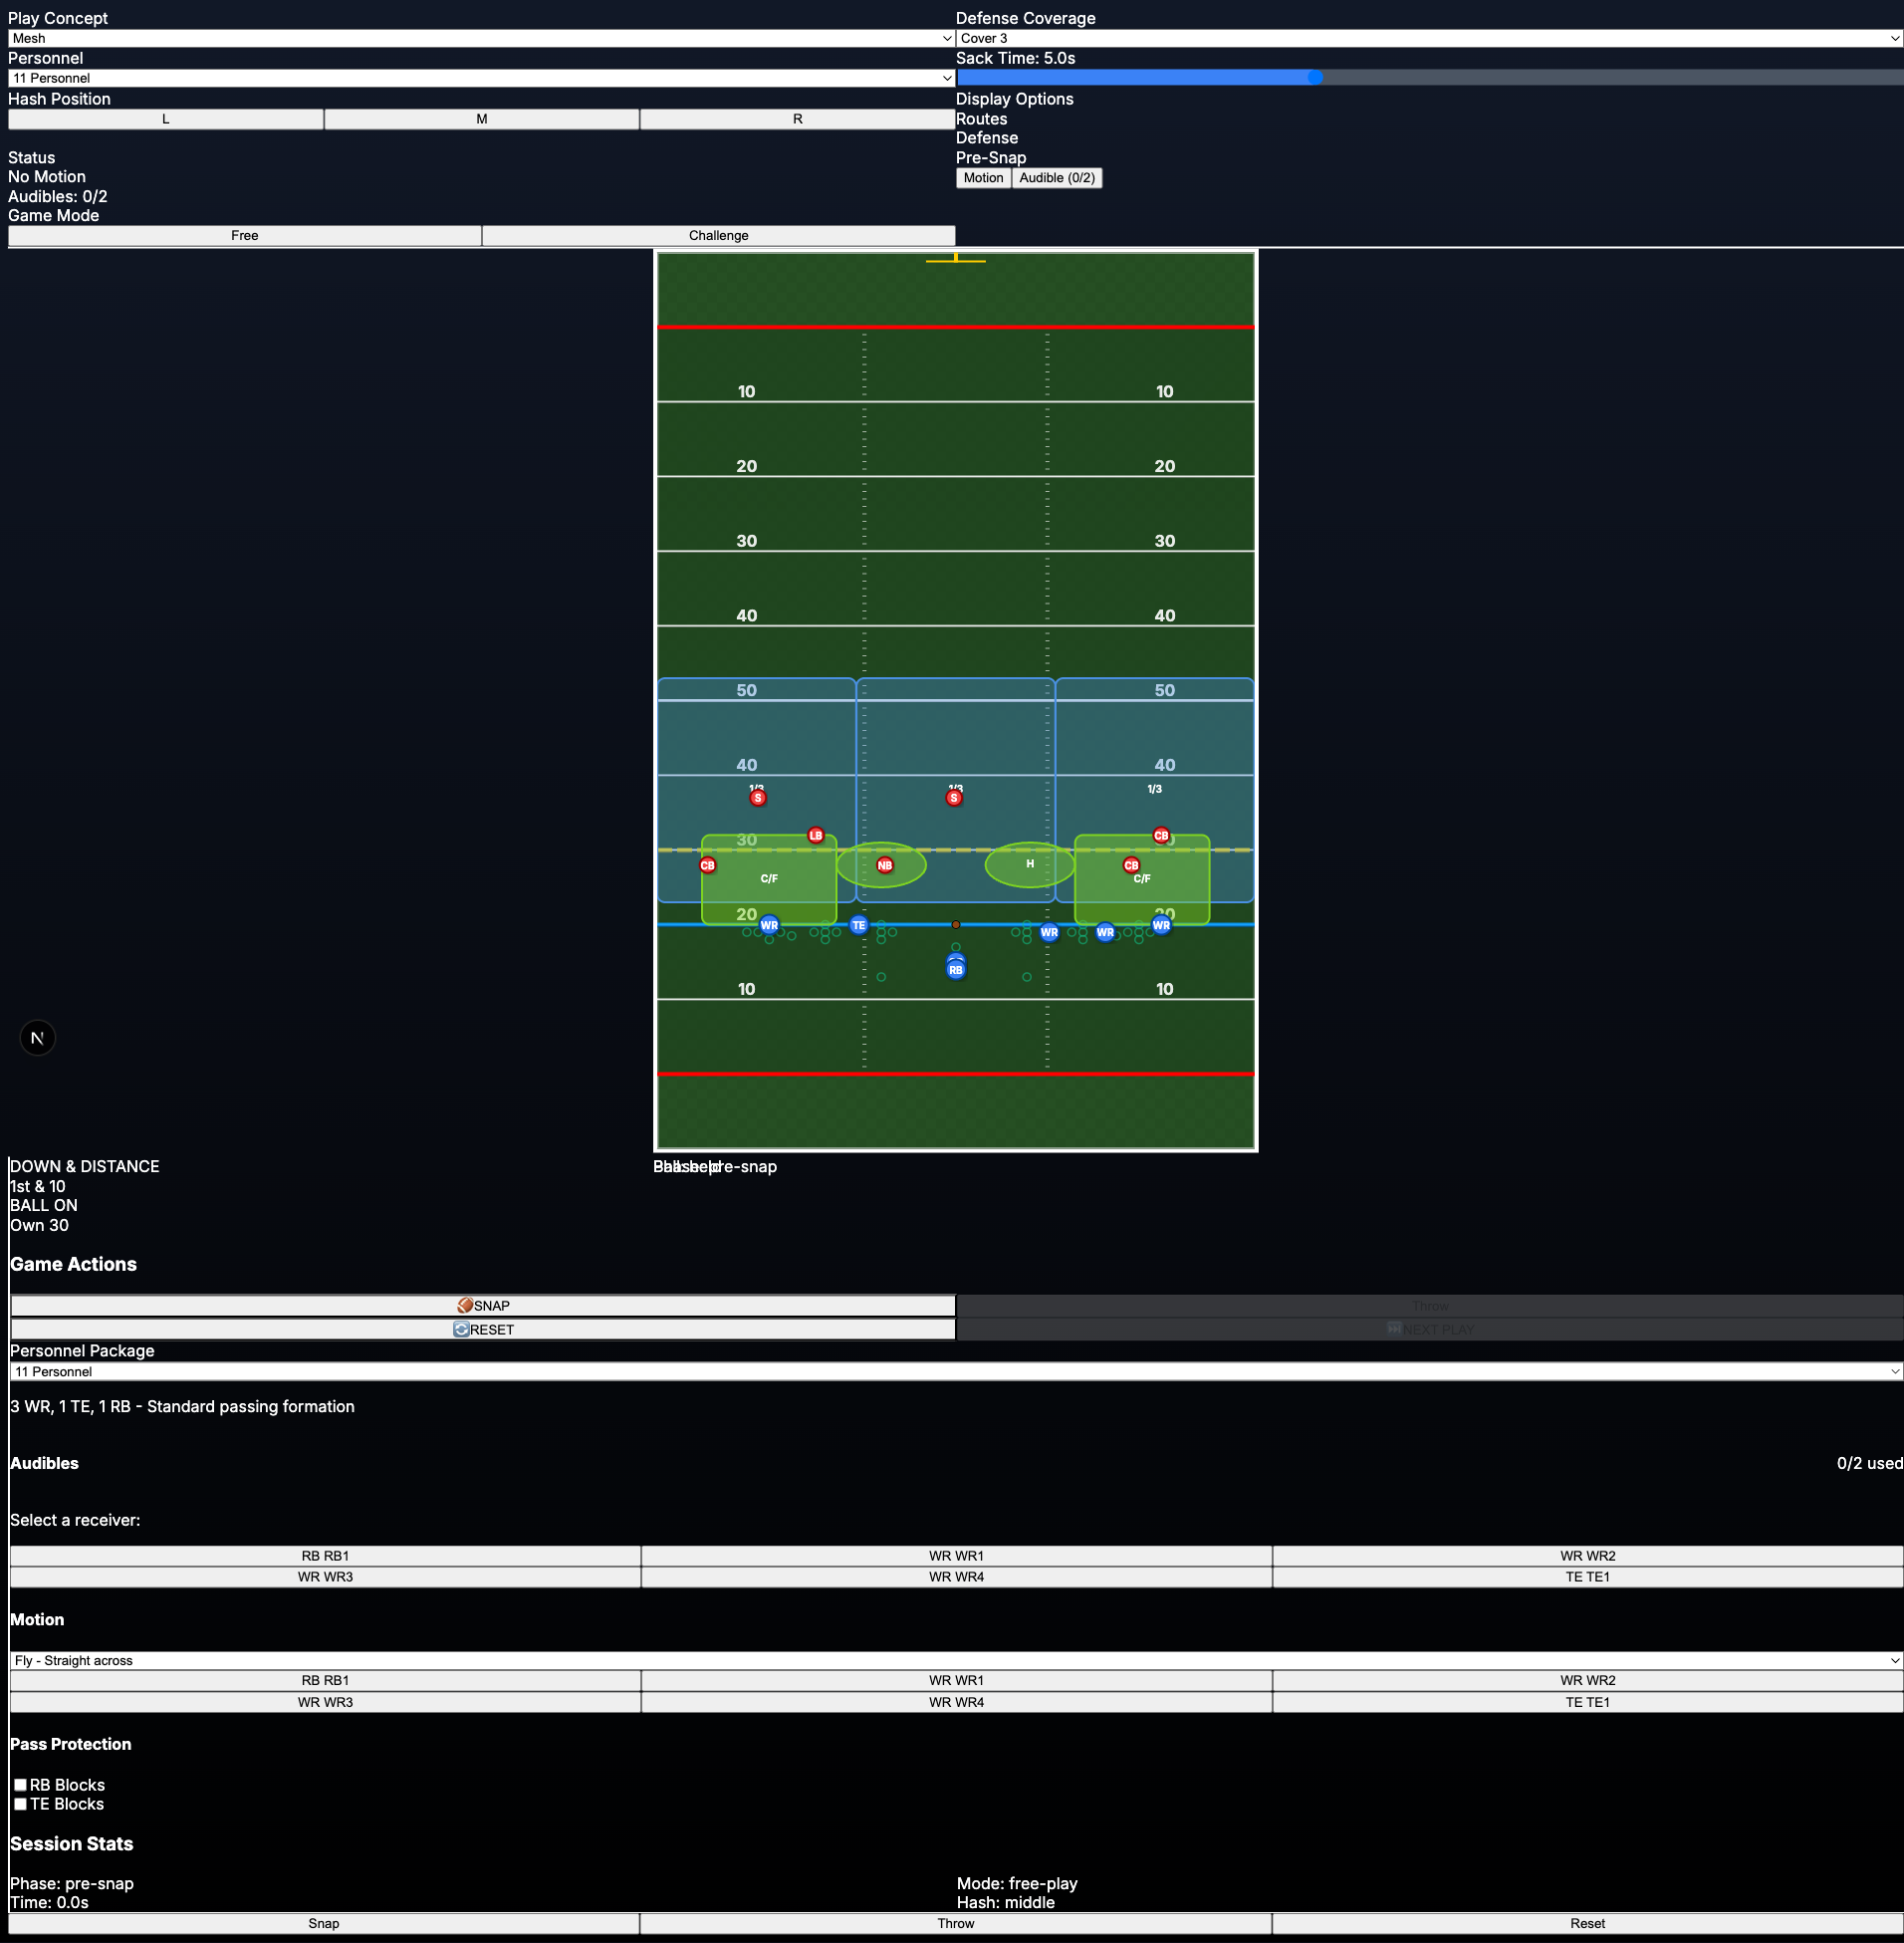 Play Concept
Mesh
Personnel
11 Personnel
Hash Position
L M R
Status
No Motion
Audibles: 0/2
Game Mode
Free Challenge
Defense Coverage
Cover 3
Sack Time: 5.0s
Display Options
Routes
Defense
Pre-Snap
Motion Audible (0/2)
10 10
20 20
30 30
40 40
50 50
40 40
1/3 1/3 1/3
S S
LB CB
30
CB NB H CB
C/F C/F
20 20
WR TE WR WR WR
RB
10 10
N
DOWN & DISTANCE
1st & 10
BALL ON
Own 30
Phase: pre-snap
Game Actions
🏈SNAP Throw
🔄RESET ⏭NEXT PLAY
Personnel Package
11 Personnel
3 WR, 1 TE, 1 RB - Standard passing formation
Audibles 0/2 used
Select a receiver:
RB RB1 WR WR1 WR WR2
WR WR3 WR WR4 TE TE1
Motion
Fly - Straight across
RB RB1 WR WR1 WR WR2
WR WR3 WR WR4 TE TE1
Pass Protection
RB Blocks
TE Blocks
Session Stats
Phase: pre-snap Mode: free-play
Time: 0.0s Hash: middle
Snap Throw Reset